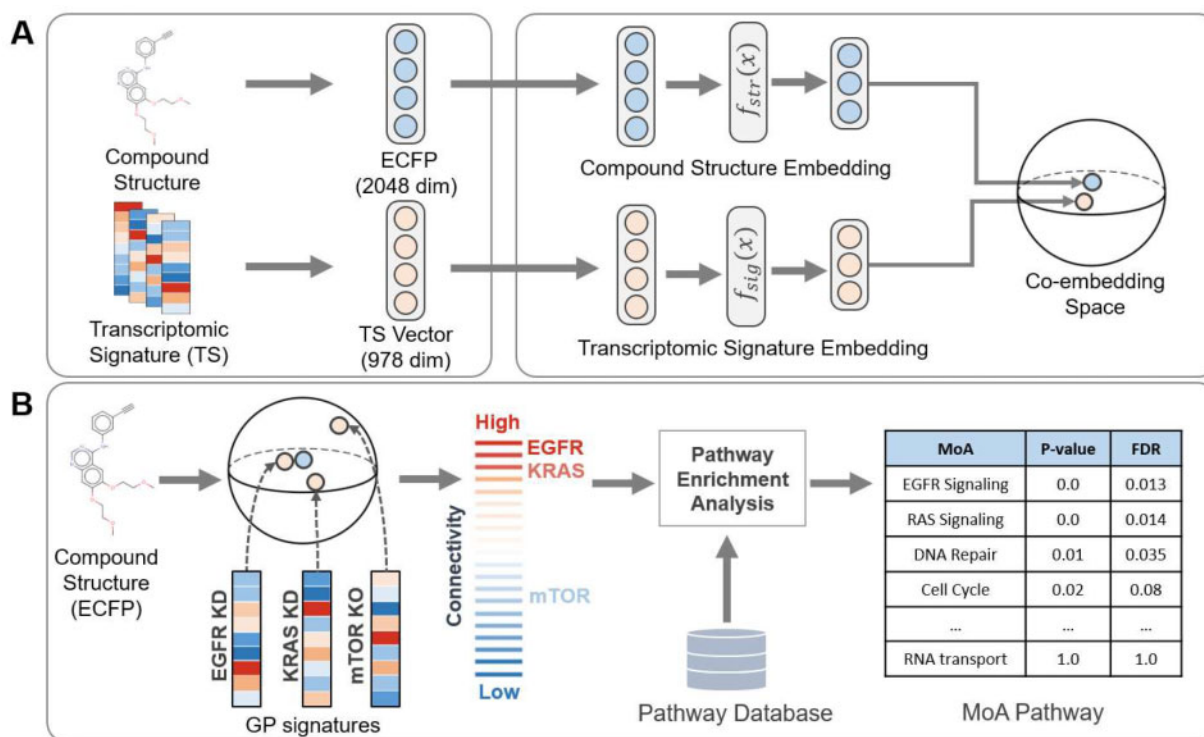 A
Compound
Structure
ECFP
(2048 dim)
Transcriptomic
Signature (TS)
TS Vector
(978 dim)
f_str(x)
Compound Structure Embedding
f_sig(x)
Transcriptomic Signature Embedding
Co-embedding
Space
B
Compound
Structure
(ECFP)
EGFR KD
KRAS KD
mTOR KO
GP signatures
Connectivity
High
EGFR
KRAS
mTOR
Low
Pathway
Enrichment
Analysis
Pathway Database
MoA P-value FDR
EGFR Signaling 0.0 0.013
RAS Signaling 0.0 0.014
DNA Repair 0.01 0.035
Cell Cycle 0.02 0.08
... ... ...
RNA transport 1.0 1.0
MoA Pathway